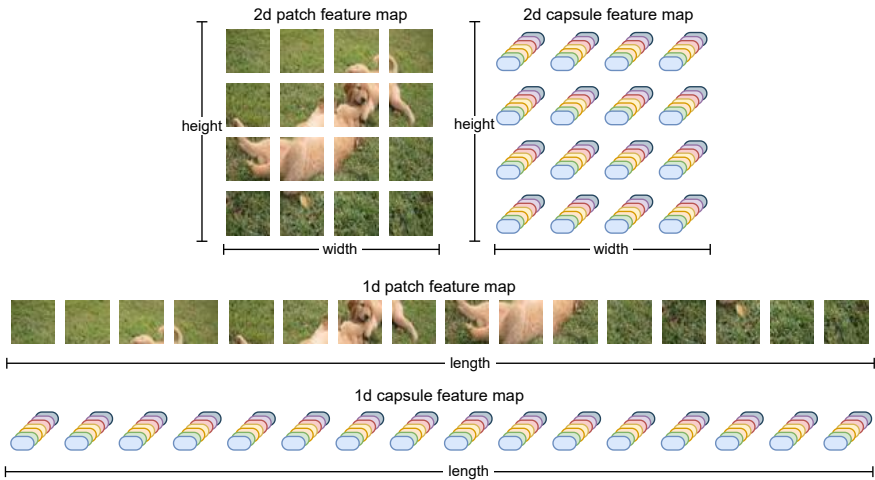 2d patch feature map
2d capsule feature map
height
height
width
width
1d patch feature map
length
1d capsule feature map
length